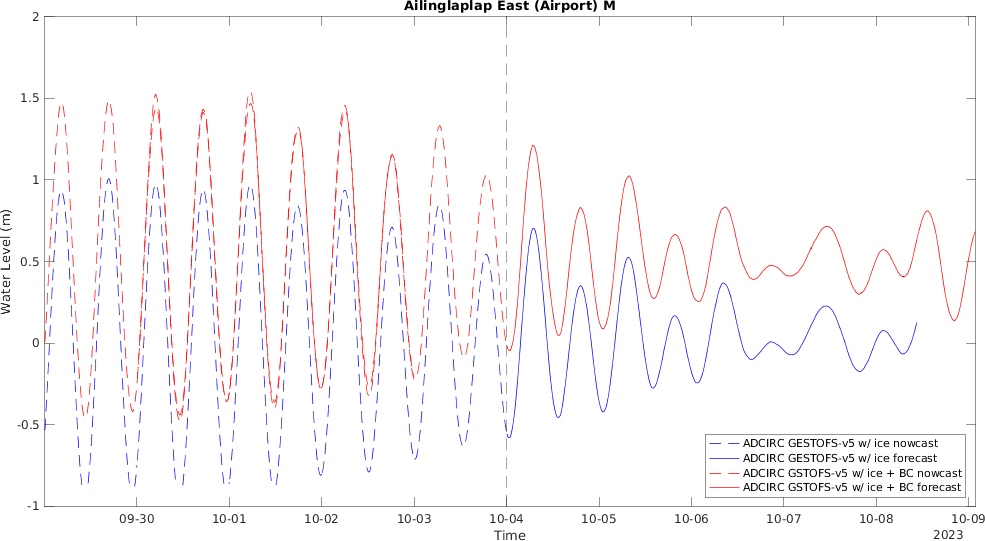 Ailinglaplap East (Airport) M
2
1.5
1
0.5
0
-0.5
-1
Water Level (m)
ADCIRC GESTOFS-v5 w/ ice nowcast
ADCIRC GESTOFS-v5 w/ ice forecast
ADCIRC GSTOFS-v5 w/ ice + BC nowcast
ADCIRC GSTOFS-v5 w/ ice + BC forecast
09-30 10-01 10-02 10-03 10-04 10-05 10-06 10-07 10-08 10-09
Time 2023